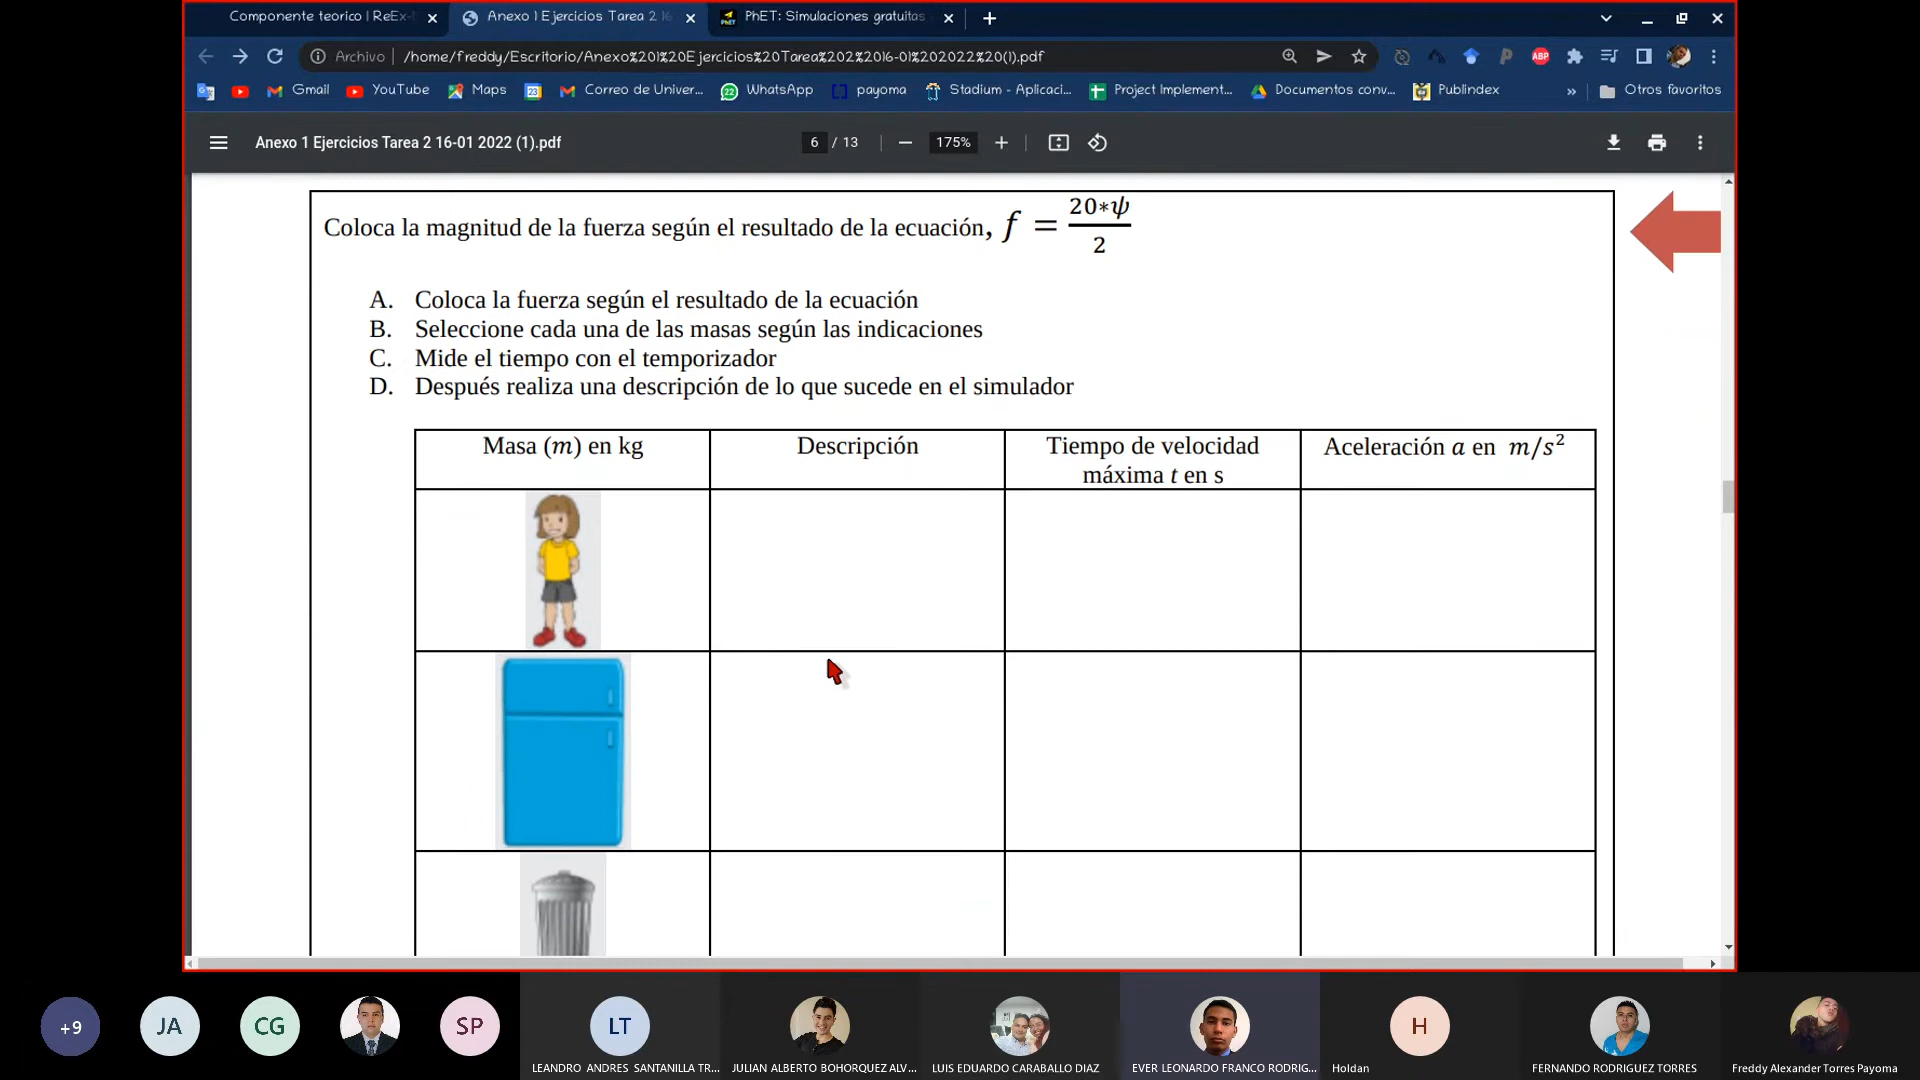 Componente teorico | ReEx-
Anexo 1 Ejercicios Tarea 2 16
PhET: Simulaciones gratuitas
Archivo /home/freddy/Escritorio/Anexo%201%20Ejercicios%20Tarea%202%2016-01%202022%20(1).pdf
Gmail YouTube Maps 23 Correo de Univer... 22 WhatsApp payoma Stadium - Aplicaci... Project Implement... Documentos conv... Publindex » Otros favoritos
ABP
Anexo 1 Ejercicios Tarea 2 16-01 2022 (1).pdf 6 / 13 175%
Coloca la magnitud de la fuerza según el resultado de la ecuación, f = 20*ψ / 2
A. Coloca la fuerza según el resultado de la ecuación
B. Seleccione cada una de las masas según las indicaciones
C. Mide el tiempo con el temporizador
D. Después realiza una descripción de lo que sucede en el simulador
Masa (m) en kg
Descripción
Tiempo de velocidad
máxima t en s
Aceleración a en m/s²
+9 JA CG SP LT H
LEANDRO ANDRES SANTANILLA TR...
JULIAN ALBERTO BOHORQUEZ ALV...
LUIS EDUARDO CARABALLO DIAZ
EVER LEONARDO FRANCO RODRIG...
Holdan
FERNANDO RODRIGUEZ TORRES
Freddy Alexander Torres Payoma